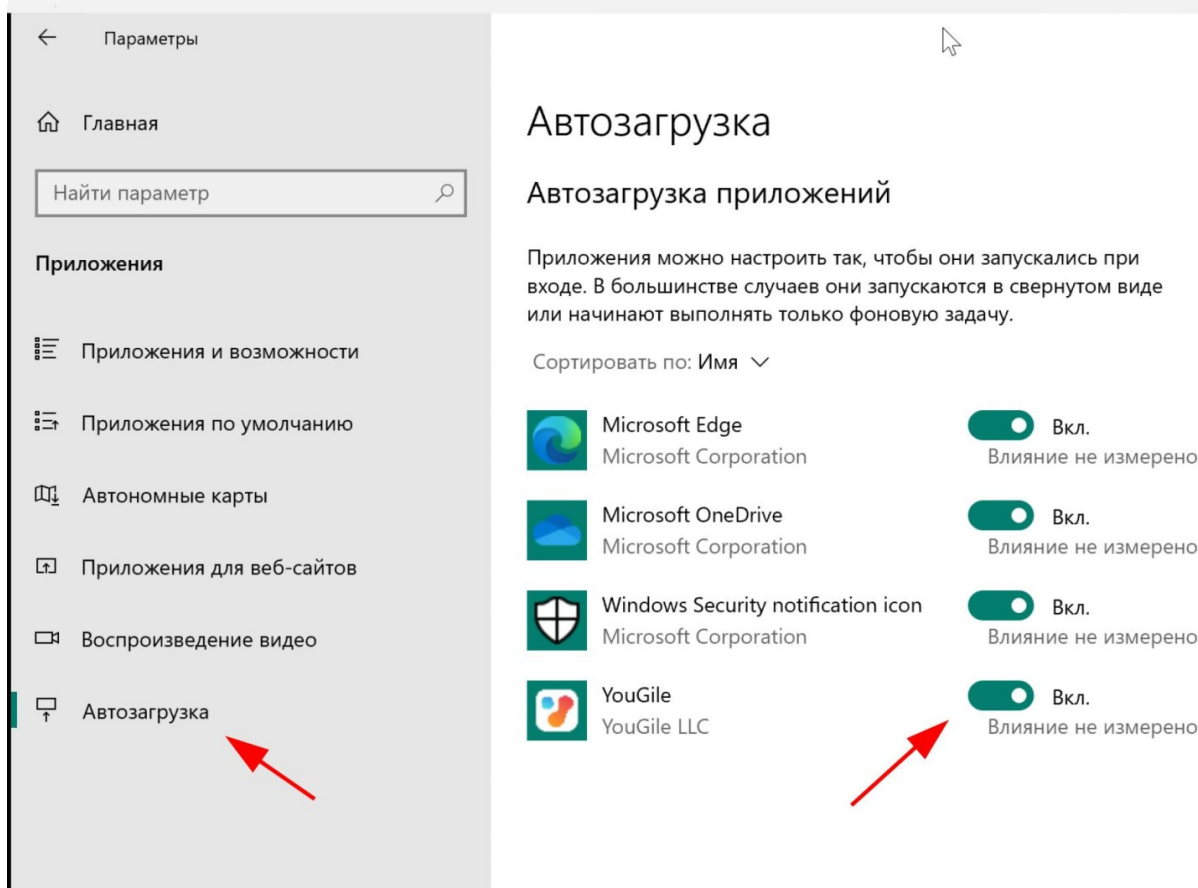 Параметры
Главная
Найти параметр
Приложения
Приложения и возможности
Приложения по умолчанию
Автономные карты
Приложения для веб-сайтов
Воспроизведение видео
Автозагрузка
Автозагрузка
Автозагрузка приложений
Приложения можно настроить так, чтобы они запускались при
входе. В большинстве случаев они запускаются в свернутом виде
или начинают выполнять только фоновую задачу.
Сортировать по: Имя
Microsoft Edge
Вкл.
Microsoft Corporation
Влияние не измерено
Microsoft OneDrive
Вкл.
Microsoft Corporation
Влияние не измерено
Windows Security notification icon
Вкл.
Microsoft Corporation
Влияние не измерено
YouGile
Вкл.
YouGile LLC
Влияние не измерено